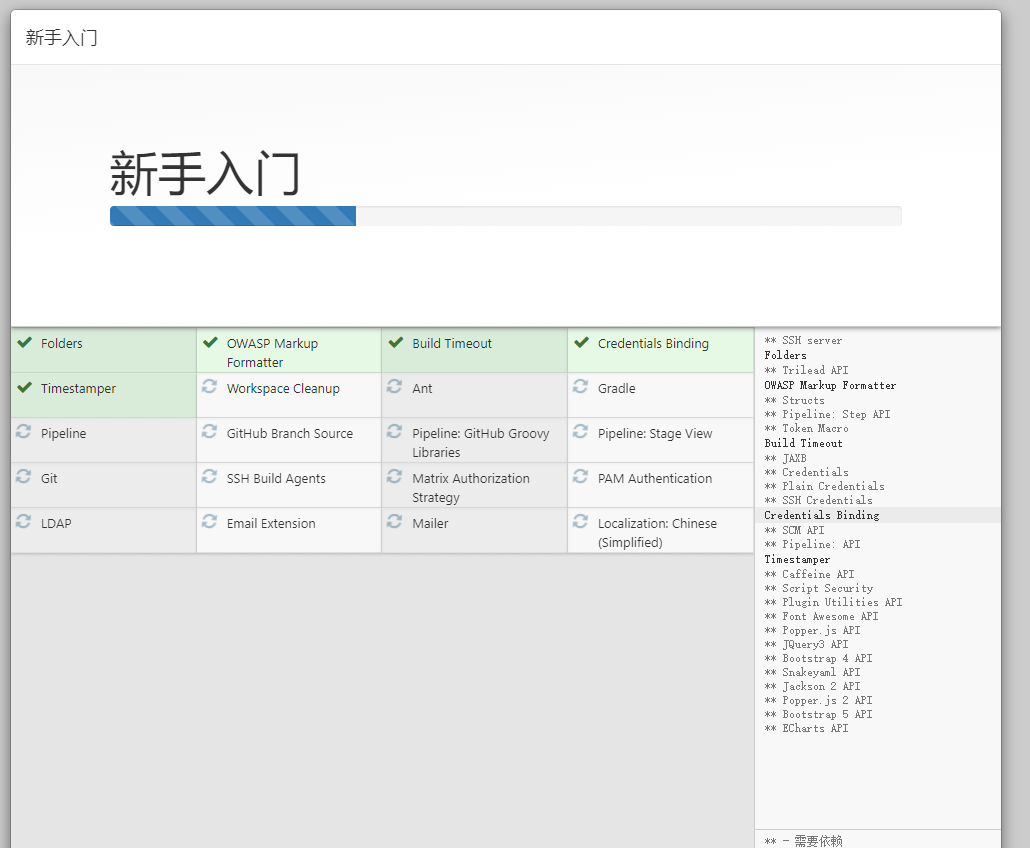 新手入门
新手入门
Folders
OWASP Markup
Formatter
Build Timeout
Credentials Binding
Timestamper
Workspace Cleanup
Ant
Gradle
Pipeline
GitHub Branch Source
Pipeline: GitHub Groovy
Libraries
Pipeline: Stage View
Git
SSH Build Agents
Matrix Authorization
Strategy
PAM Authentication
LDAP
Email Extension
Mailer
Localization: Chinese
(Simplified)
** SSH server
Folders
** Trilead API
OWASP Markup Formatter
** Structs
** Pipeline: Step API
** Token Macro
Build Timeout
** JAXB
** Credentials
** Plain Credentials
** SSH Credentials
Credentials Binding
** SCM API
** Pipeline: API
Timestamper
** Caffeine API
** Script Security
** Plugin Utilities API
** Font Awesome API
** Popper.js API
** JQuery3 API
** Bootstrap 4 API
** Snakeyaml API
** Jackson 2 API
** Popper.js 2 API
** Bootstrap 5 API
** ECharts API
** - 需要依赖